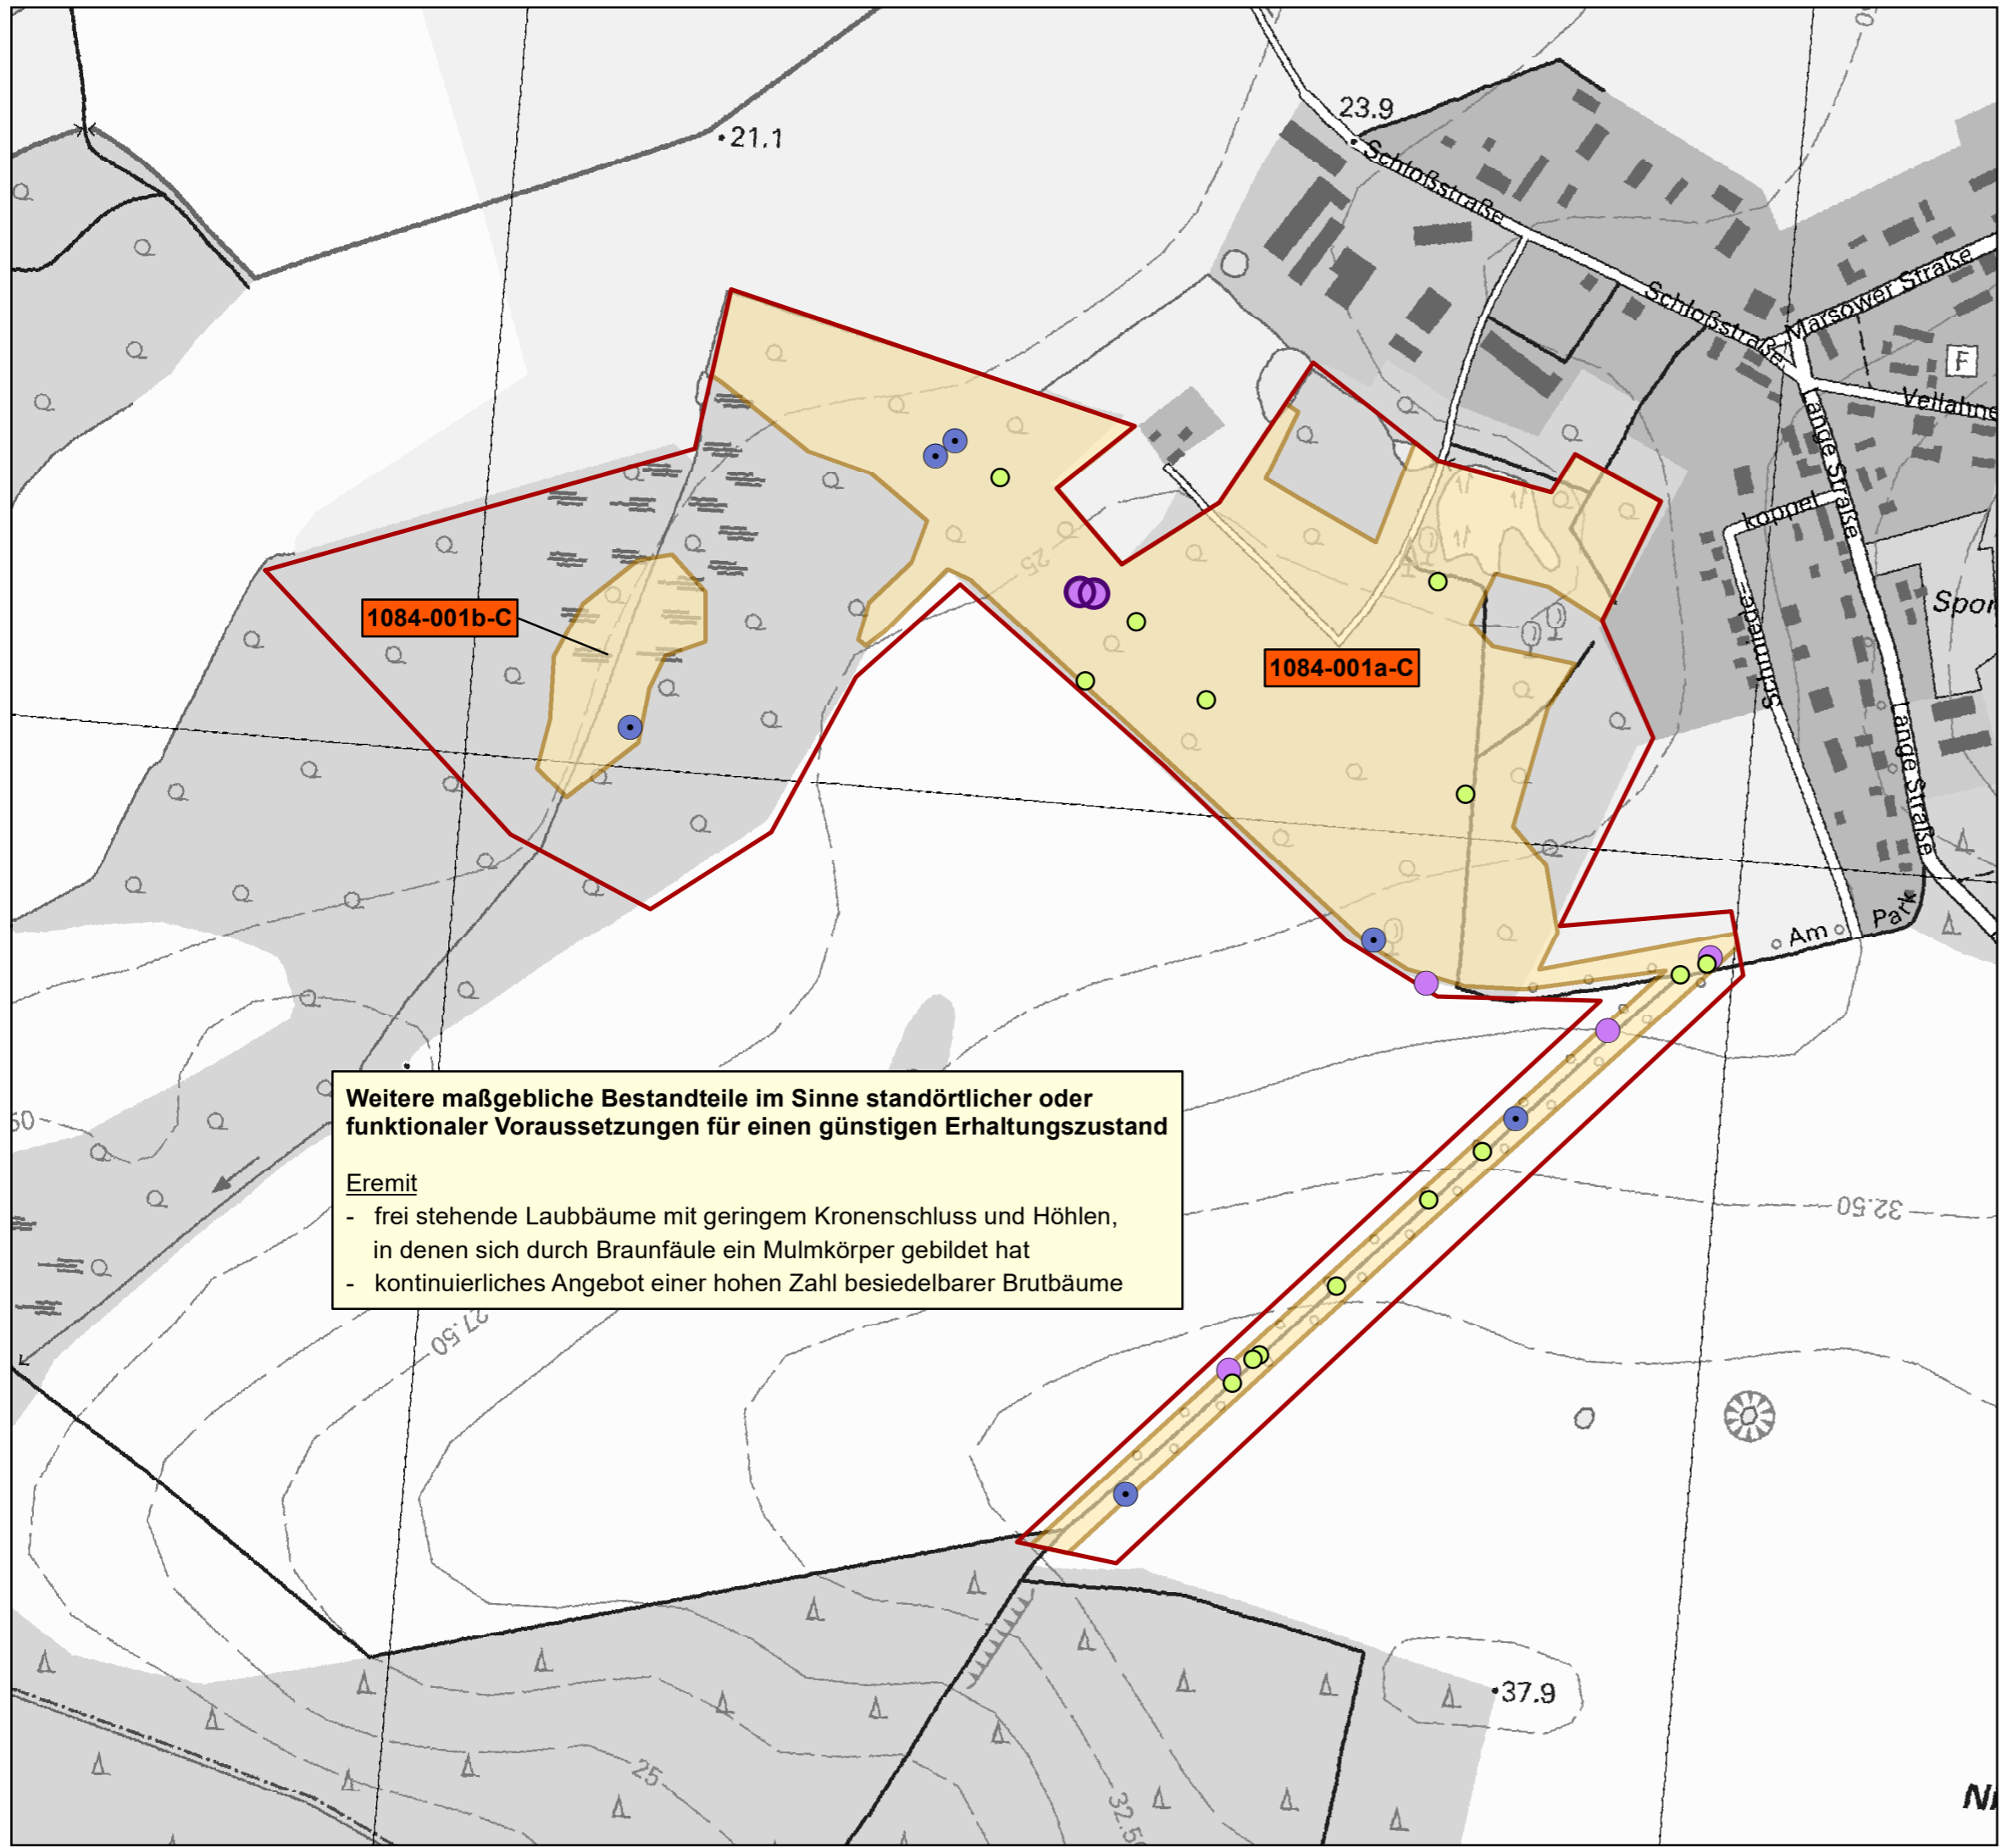 23.9
21.1
Schloßstraße
Schloßstraße
Marsower Straße
F
Vellahne
Lange Straße
koppel
Spor
25
1084-001b-C
1084-001a-C
Lange Straße
Am Park
Weitere maßgebliche Bestandteile im Sinne standörtlicher oder
funktionaler Voraussetzungen für einen günstigen Erhaltungszustand
Eremit
- frei stehende Laubbäume mit geringem Kronenschluss und Höhlen,
in denen sich durch Braunfäule ein Mulmkörper gebildet hat
- kontinuierliches Angebot einer hohen Zahl besiedelbarer Brutbäume
32.50
27.50
37.9
25
32.50